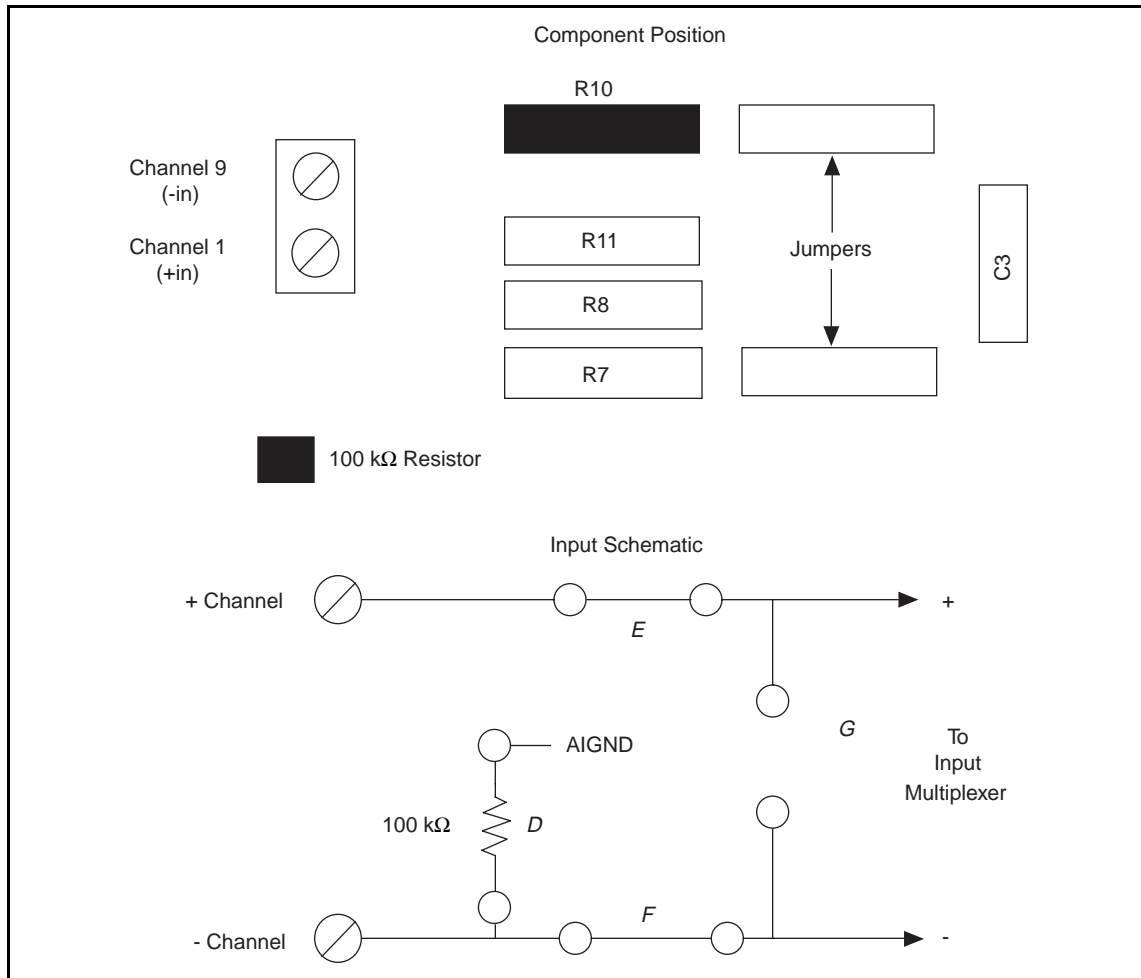 Component Position
R10
Channel 9
(-in)
Channel 1
(+in)
R11
R8
R7
Jumpers
C3
100 kΩ Resistor
Input Schematic
+ Channel
E
+
G
AIGND
To
Input
Multiplexer
100 kΩ
D
F
- Channel
-